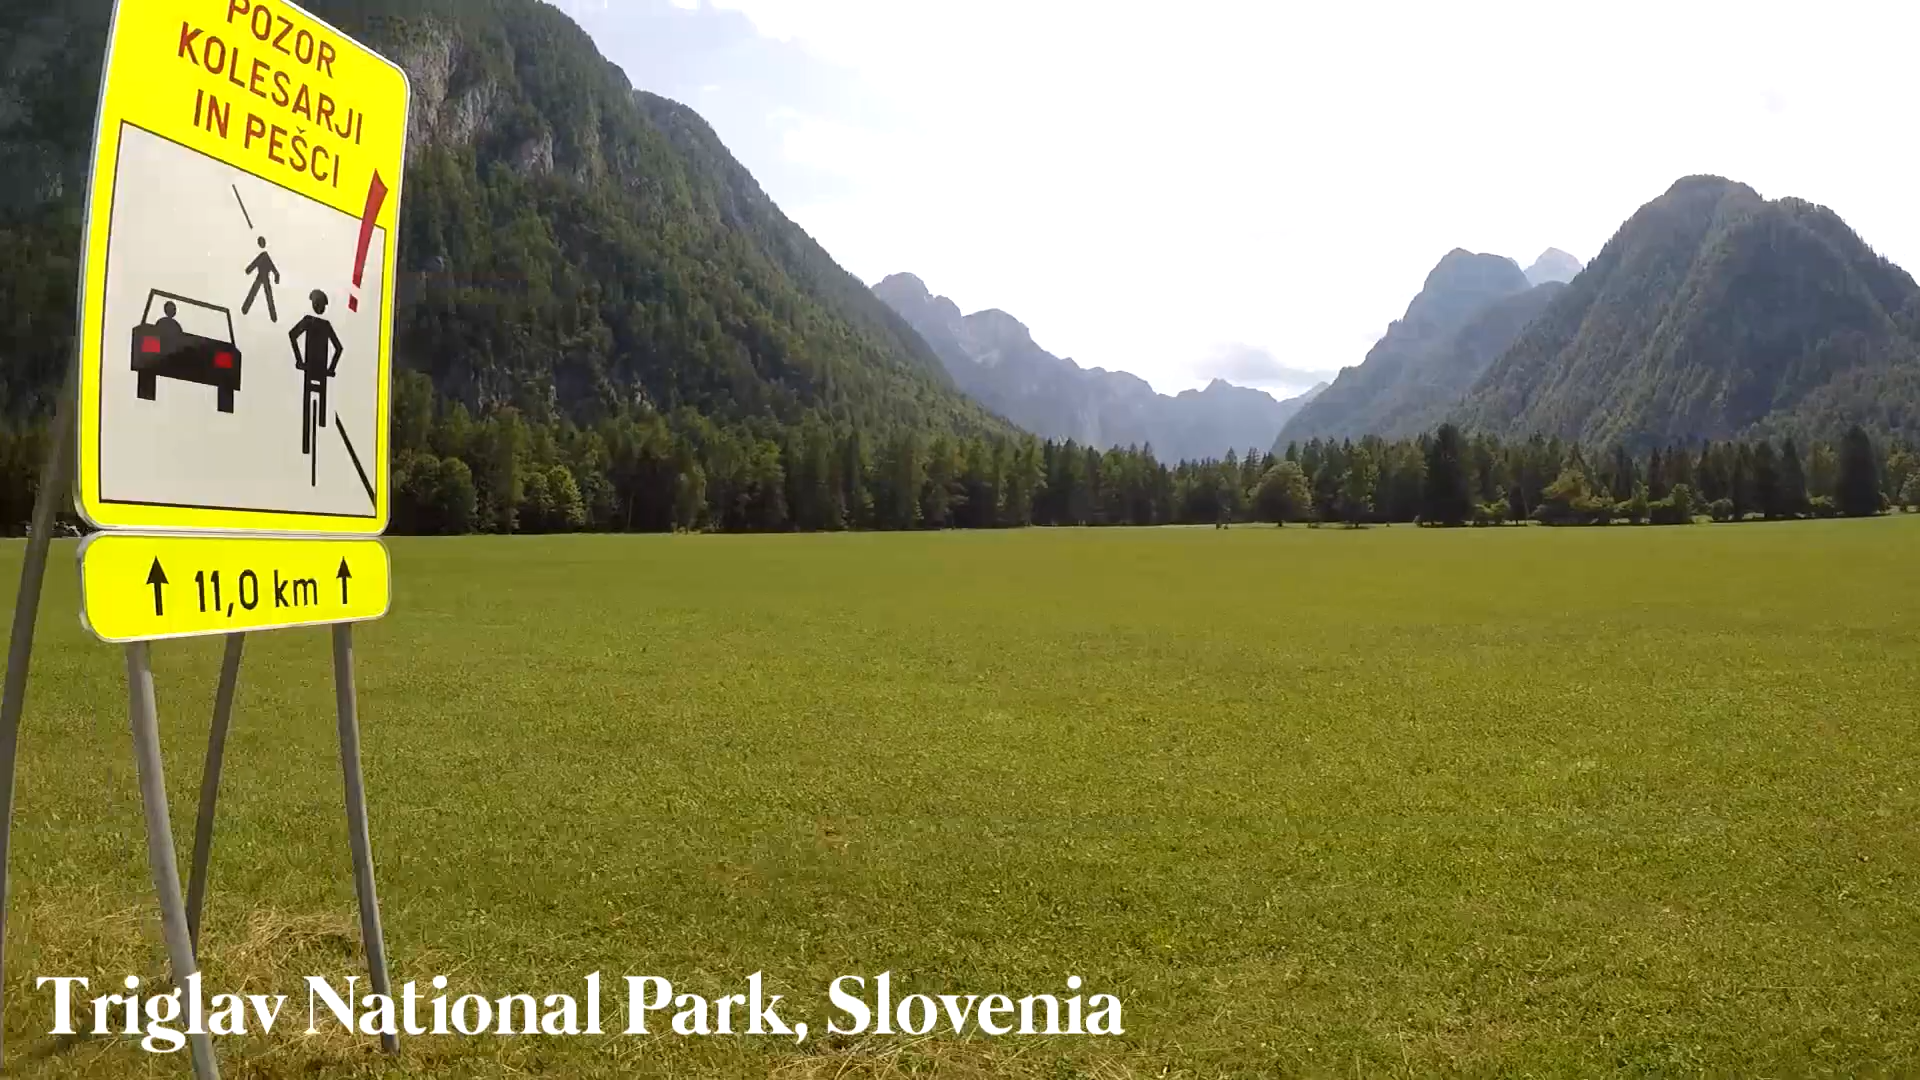 POZOR
KOLESARJI
IN PEŠCI
11,0 km
Triglav National Park, Slovenia